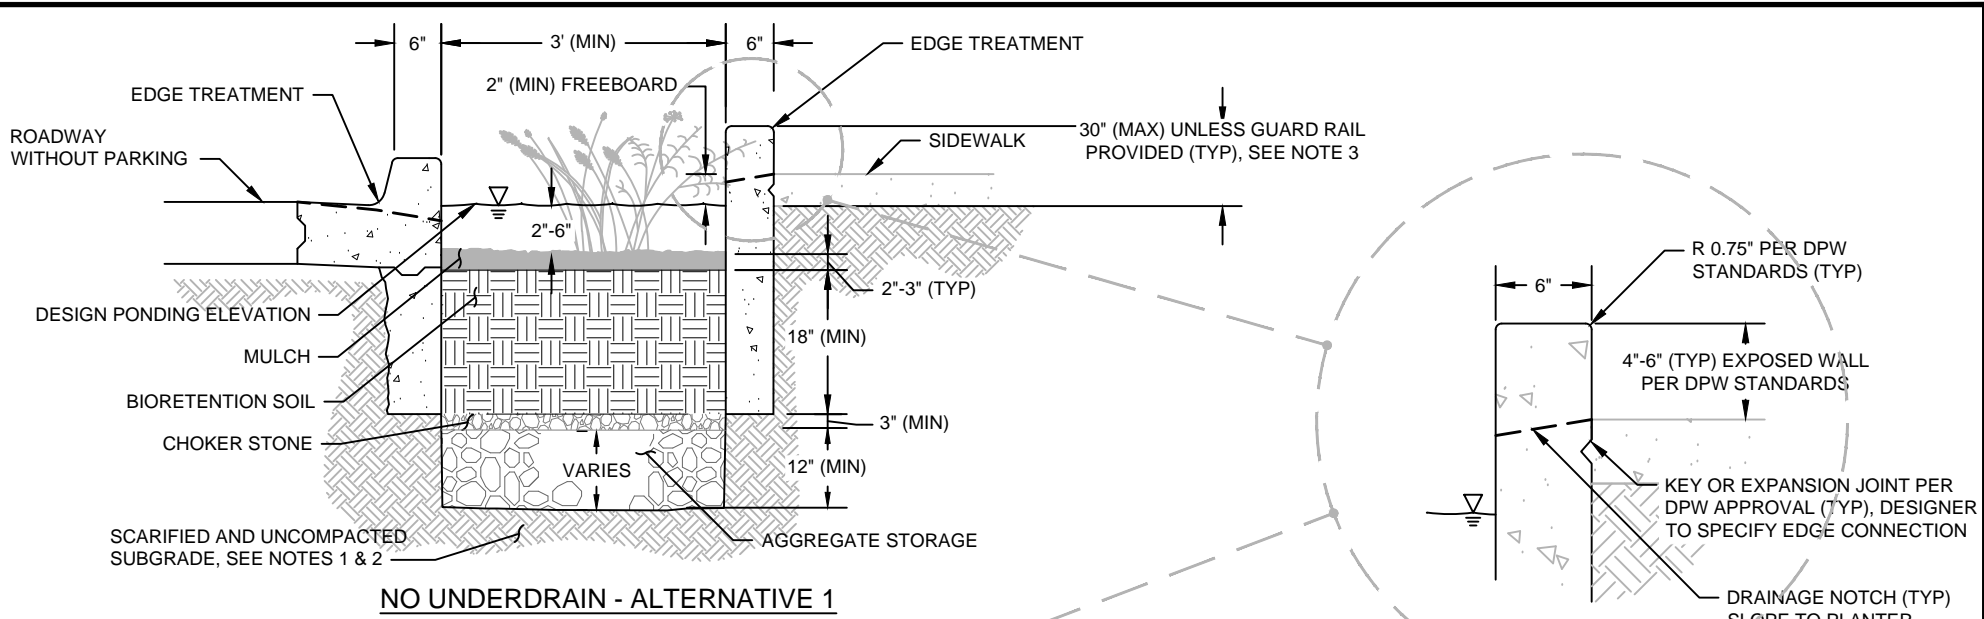 6"
3' (MIN)
6"
EDGE TREATMENT
2" (MIN) FREEBOARD
EDGE TREATMENT
ROADWAY
WITHOUT PARKING
30" (MAX) UNLESS GUARD RAIL
PROVIDED (TYP), SEE NOTE 3
SIDEWALK
2"-6"
DESIGN PONDING ELEVATION
MULCH
BIORETENTION SOIL
CHOKER STONE
2"-3" (TYP)
18" (MIN)
3" (MIN)
12" (MIN)
VARIES
SCARIFIED AND UNCOMPACTED
SUBGRADE, SEE NOTES 1 & 2
AGGREGATE STORAGE
NO UNDERDRAIN - ALTERNATIVE 1
R 0.75" PER DPW
STANDARDS (TYP)
6"
4"-6" (TYP) EXPOSED WALL
PER DPW STANDARDS
KEY OR EXPANSION JOINT PER
DPW APPROVAL (TYP), DESIGNER
TO SPECIFY EDGE CONNECTION
DRAINAGE NOTCH (TYP)
SLOPE TO PLANTER